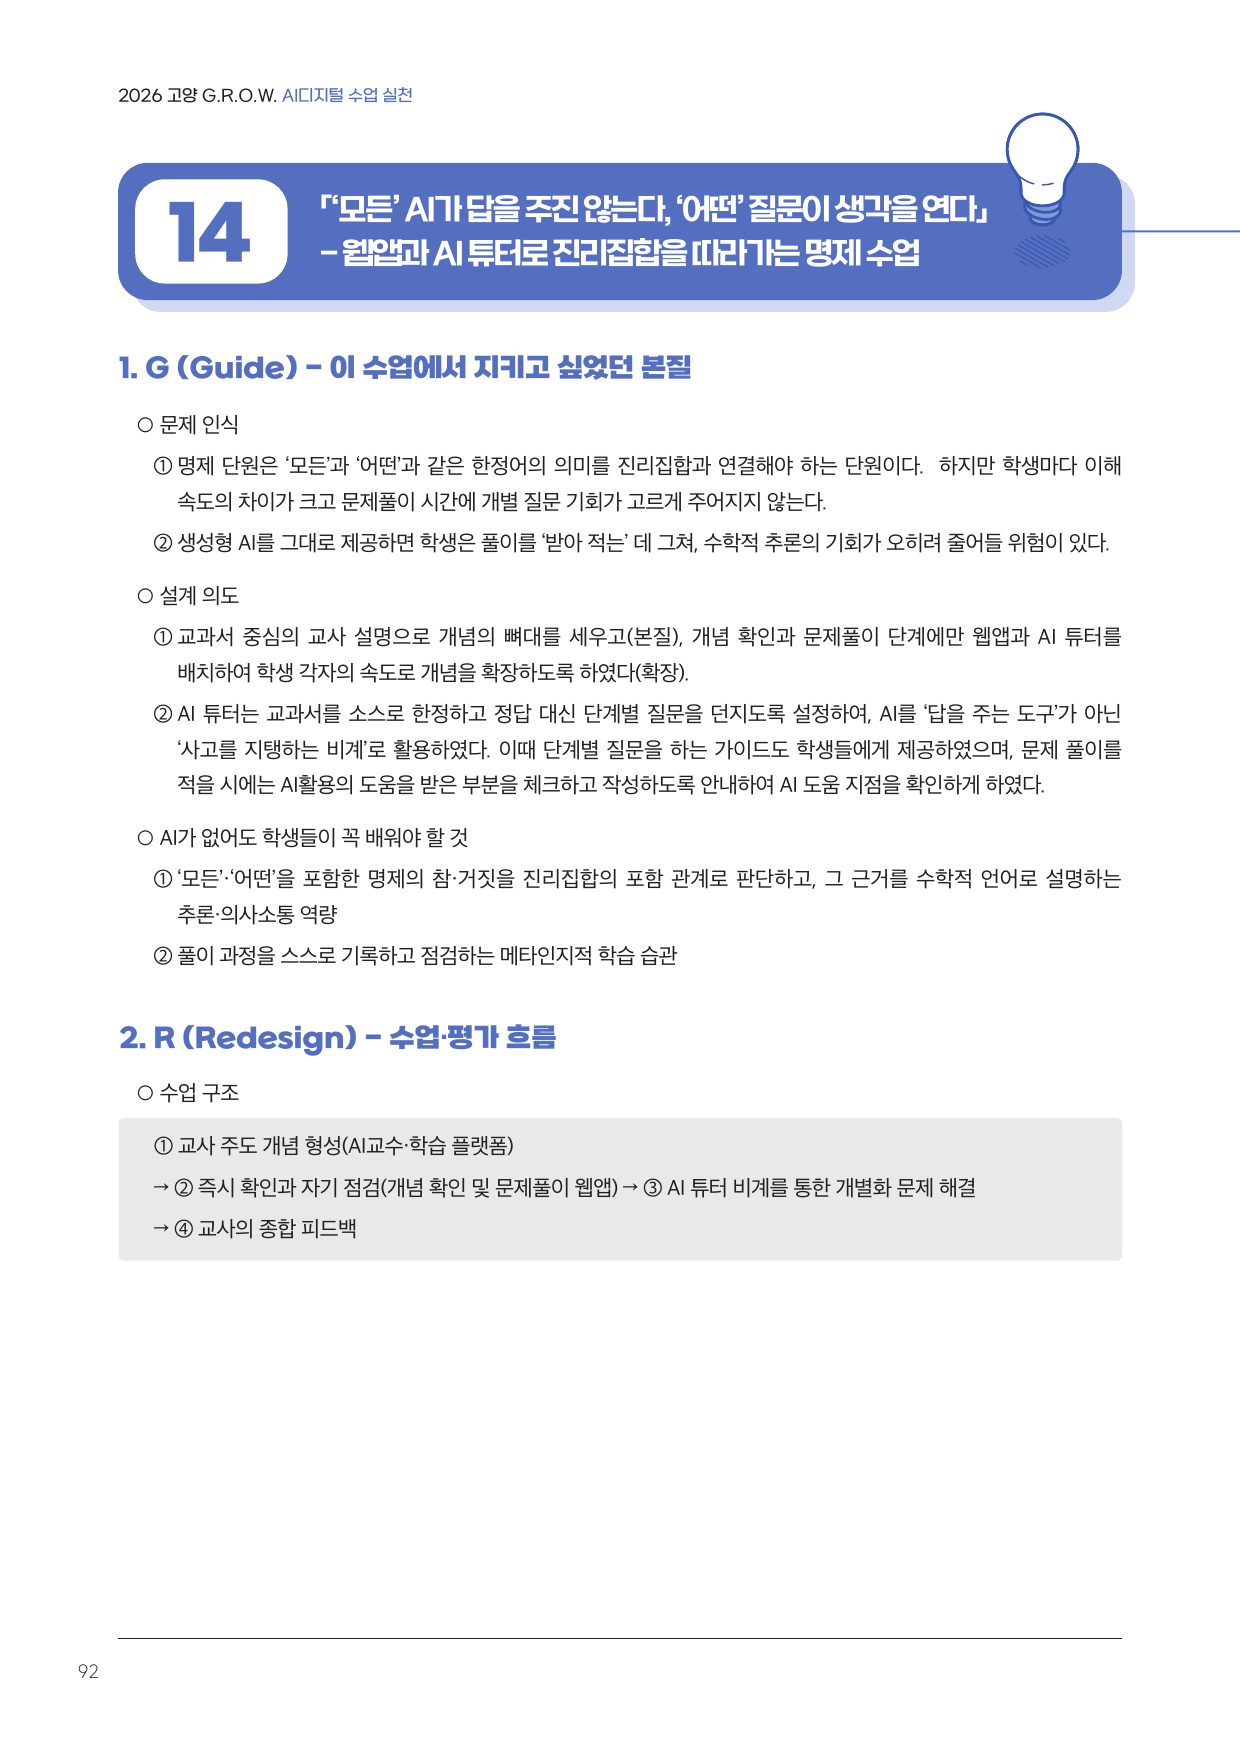 2026 고양 G.R.O.W. AI디지털 수업 실천
14
「‘모든’ AI가 답을 주진 않는다, ‘어떤’ 질문이 생각을 연다」
– 웹앱과 AI 튜터로 진리집합을 따라가는 명제 수업
1. G (Guide) – 이 수업에서 지키고 싶었던 본질
○ 문제 인식
① 명제 단원은 ‘모든’과 ‘어떤’과 같은 한정어의 의미를 진리집합과 연결해야 하는 단원이다. 하지만 학생마다 이해
속도의 차이가 크고 문제풀이 시간에 개별 질문 기회가 고르게 주어지지 않는다.
② 생성형 AI를 그대로 제공하면 학생은 풀이를 ‘받아 적는’ 데 그쳐, 수학적 추론의 기회가 오히려 줄어들 위험이 있다.
○ 설계 의도
① 교과서 중심의 교사 설명으로 개념의 뼈대를 세우고(본질), 개념 확인과 문제풀이 단계에만 웹앱과 AI 튜터를
배치하여 학생 각자의 속도로 개념을 확장하도록 하였다(확장).
② AI 튜터는 교과서를 소스로 한정하고 정답 대신 단계별 질문을 던지도록 설정하여, AI를 ‘답을 주는 도구’가 아닌
‘사고를 지탱하는 비계’로 활용하였다. 이때 단계별 질문을 하는 가이드도 학생들에게 제공하였으며, 문제 풀이를
적을 시에는 AI활용의 도움을 받은 부분을 체크하고 작성하도록 안내하여 AI 도움 지점을 확인하게 하였다.
○ AI가 없어도 학생들이 꼭 배워야 할 것
① ‘모든’·‘어떤’을 포함한 명제의 참·거짓을 진리집합의 포함 관계로 판단하고, 그 근거를 수학적 언어로 설명하는
추론·의사소통 역량
② 풀이 과정을 스스로 기록하고 점검하는 메타인지적 학습 습관
2. R (Redesign) – 수업·평가 흐름
○ 수업 구조
① 교사 주도 개념 형성(AI교수·학습 플랫폼)
→ ② 즉시 확인과 자기 점검(개념 확인 및 문제풀이 웹앱) → ③ AI 튜터 비계를 통한 개별화 문제 해결
→ ④ 교사의 종합 피드백
92